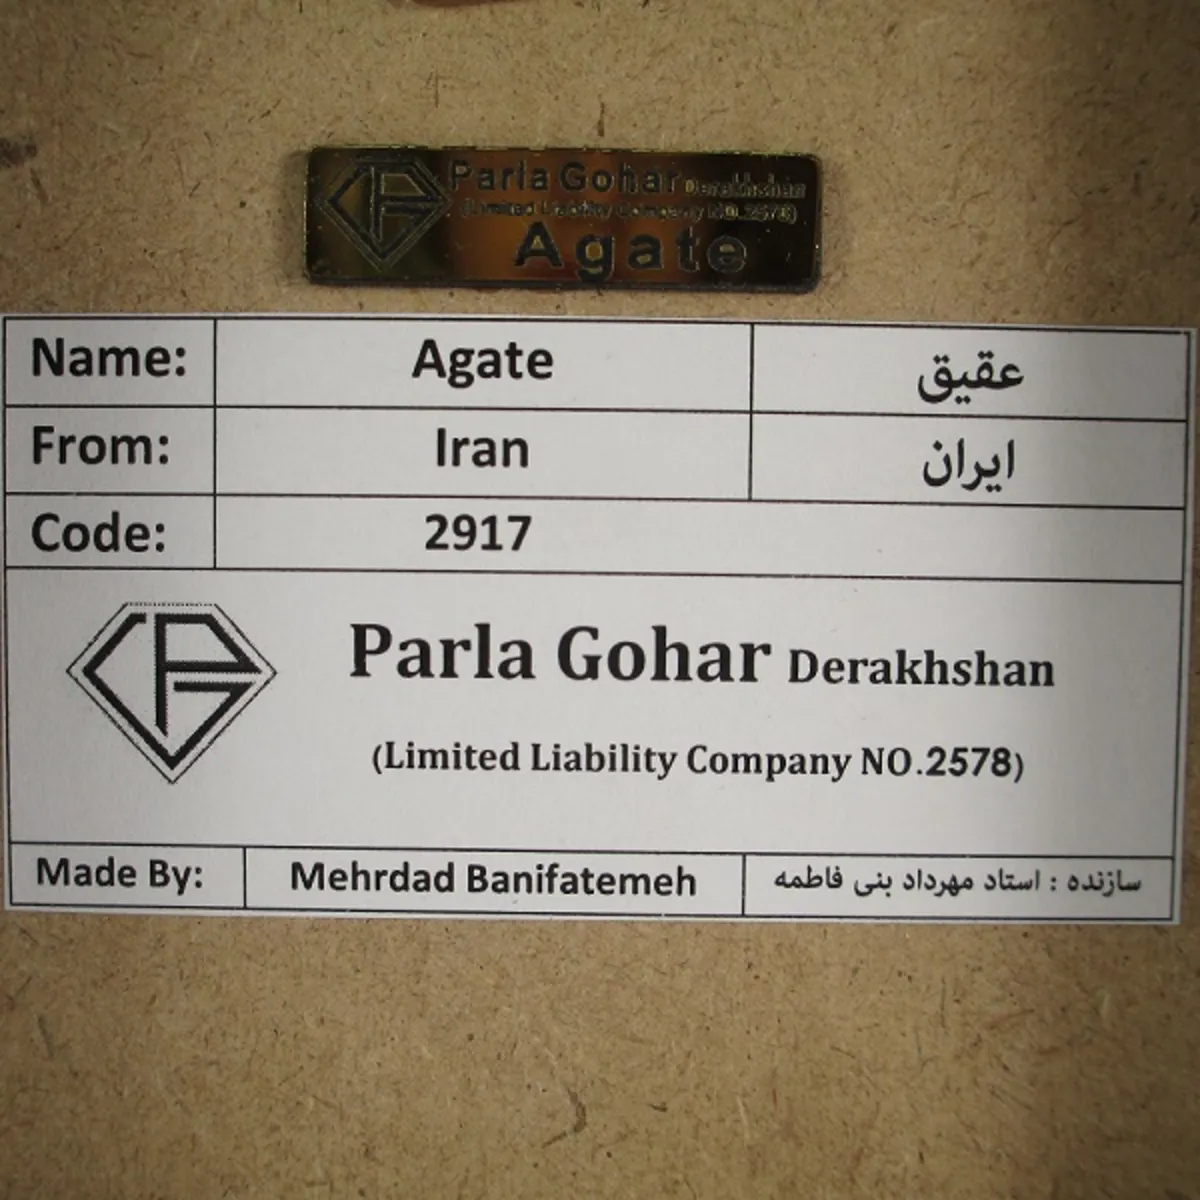 Parla Gohar Derakhshan
(Limited Liability Company NO.2578)
Agate
Name: Agate عقیق
From: Iran ایران
Code: 2917
Parla Gohar Derakhshan
(Limited Liability Company NO.2578)
Made By: Mehrdad Banifatemeh سازنده : استاد مهرداد بنی فاطمه